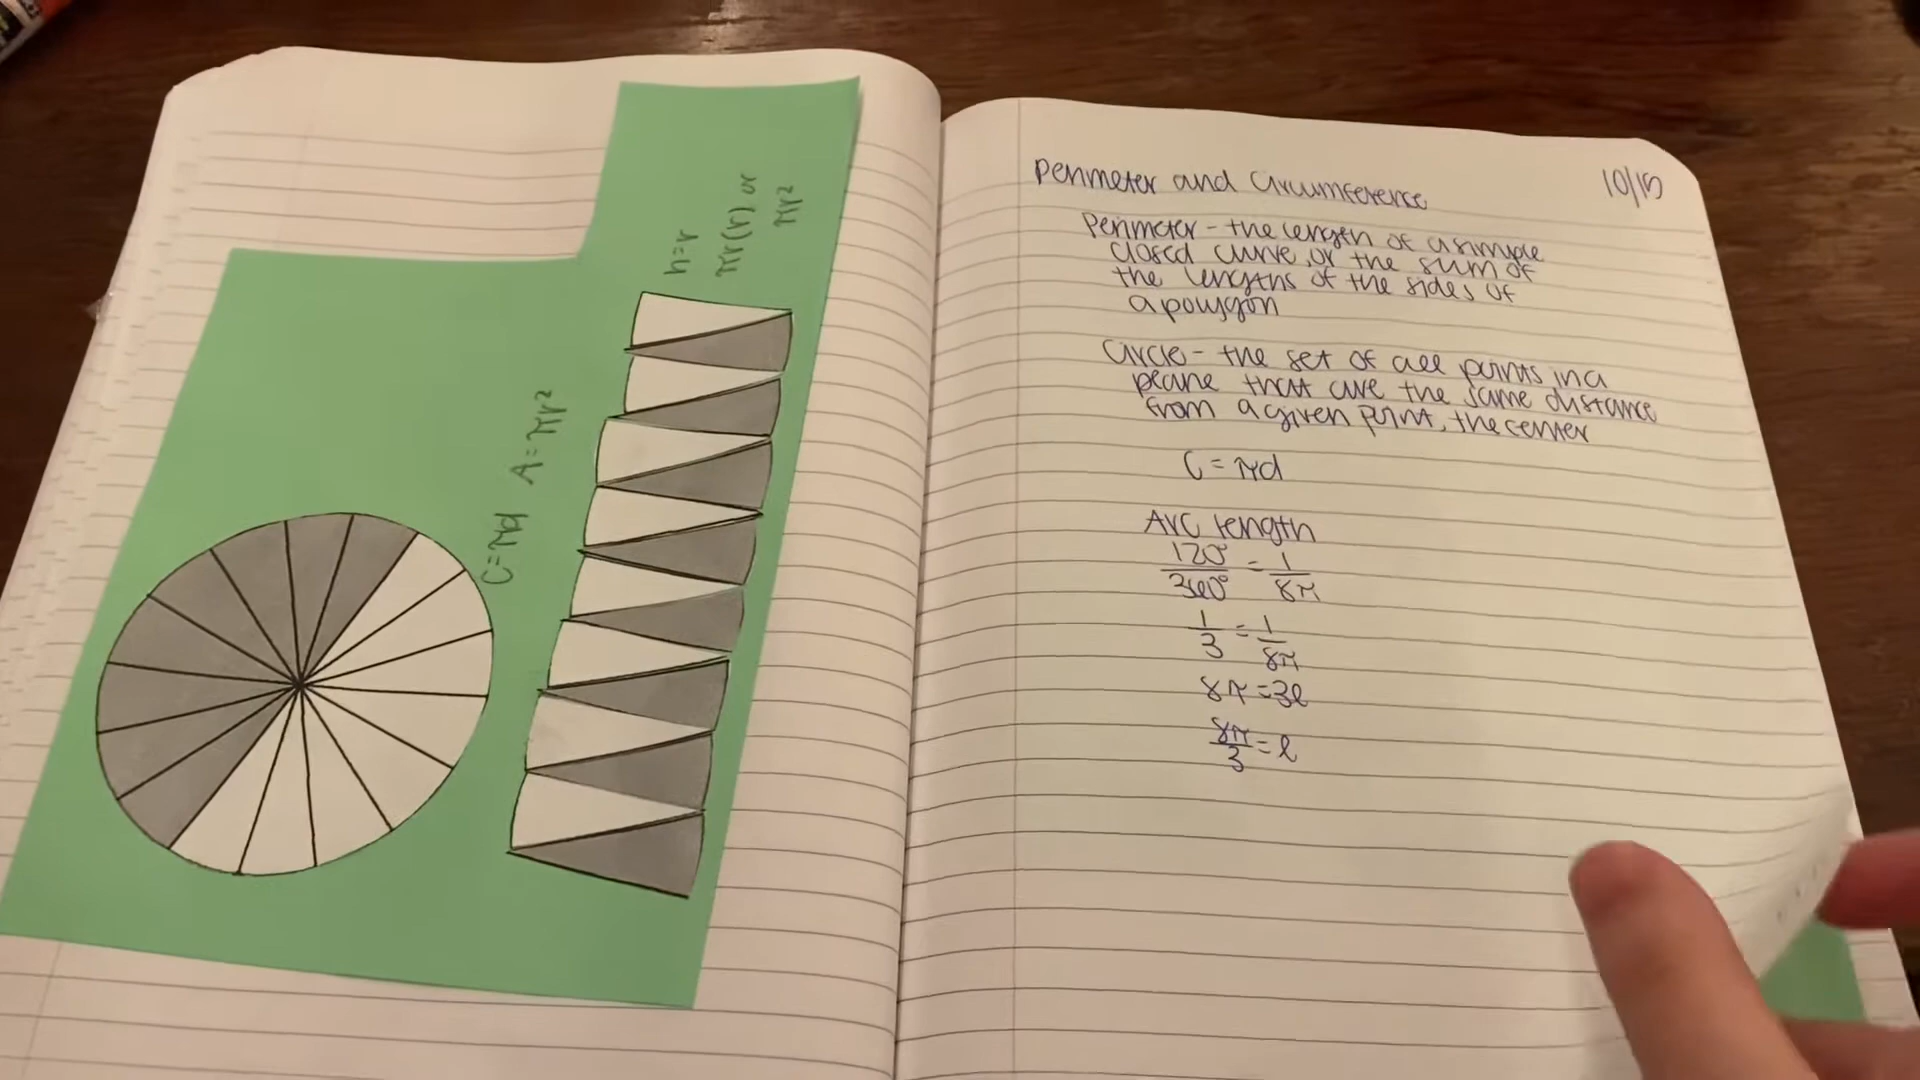 h=r
πr(r) or
πr²
C=πd A=πr²
Perimeter and Circumference
10/15
Perimeter - the length of a simple
closed curve, or the sum of
the lengths of the sides of
a polygon
Circle - the set of all points in a
plane that are the same distance
from a given point, the center
C = πd
Arc length
120°/360° = l/8π
1/3 = l/8π
8π = 3l
8π/3 = l